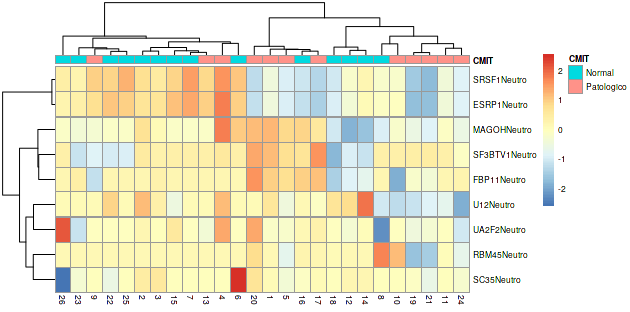 CMIT
SRSF1Neutro
ESRP1Neutro
MAGOHNeutro
SF3BTV1Neutro
FBP11Neutro
U12Neutro
UA2F2Neutro
RBM45Neutro
SC35Neutro
26 23 9 22 25 2 3 15 7 13 4 6 20 1 5 16 17 18 12 14 8 10 19 21 11 24
2
1
0
-1
-2
CMIT
Normal
Patologico